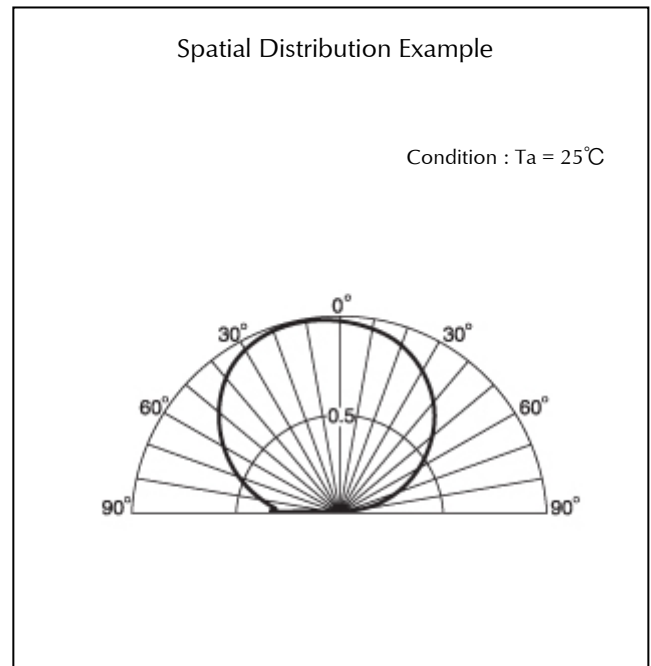 Spatial Distribution Example
Condition : Ta = 25℃
0°
30° 30°
60° 60°
0.5
90° 90°